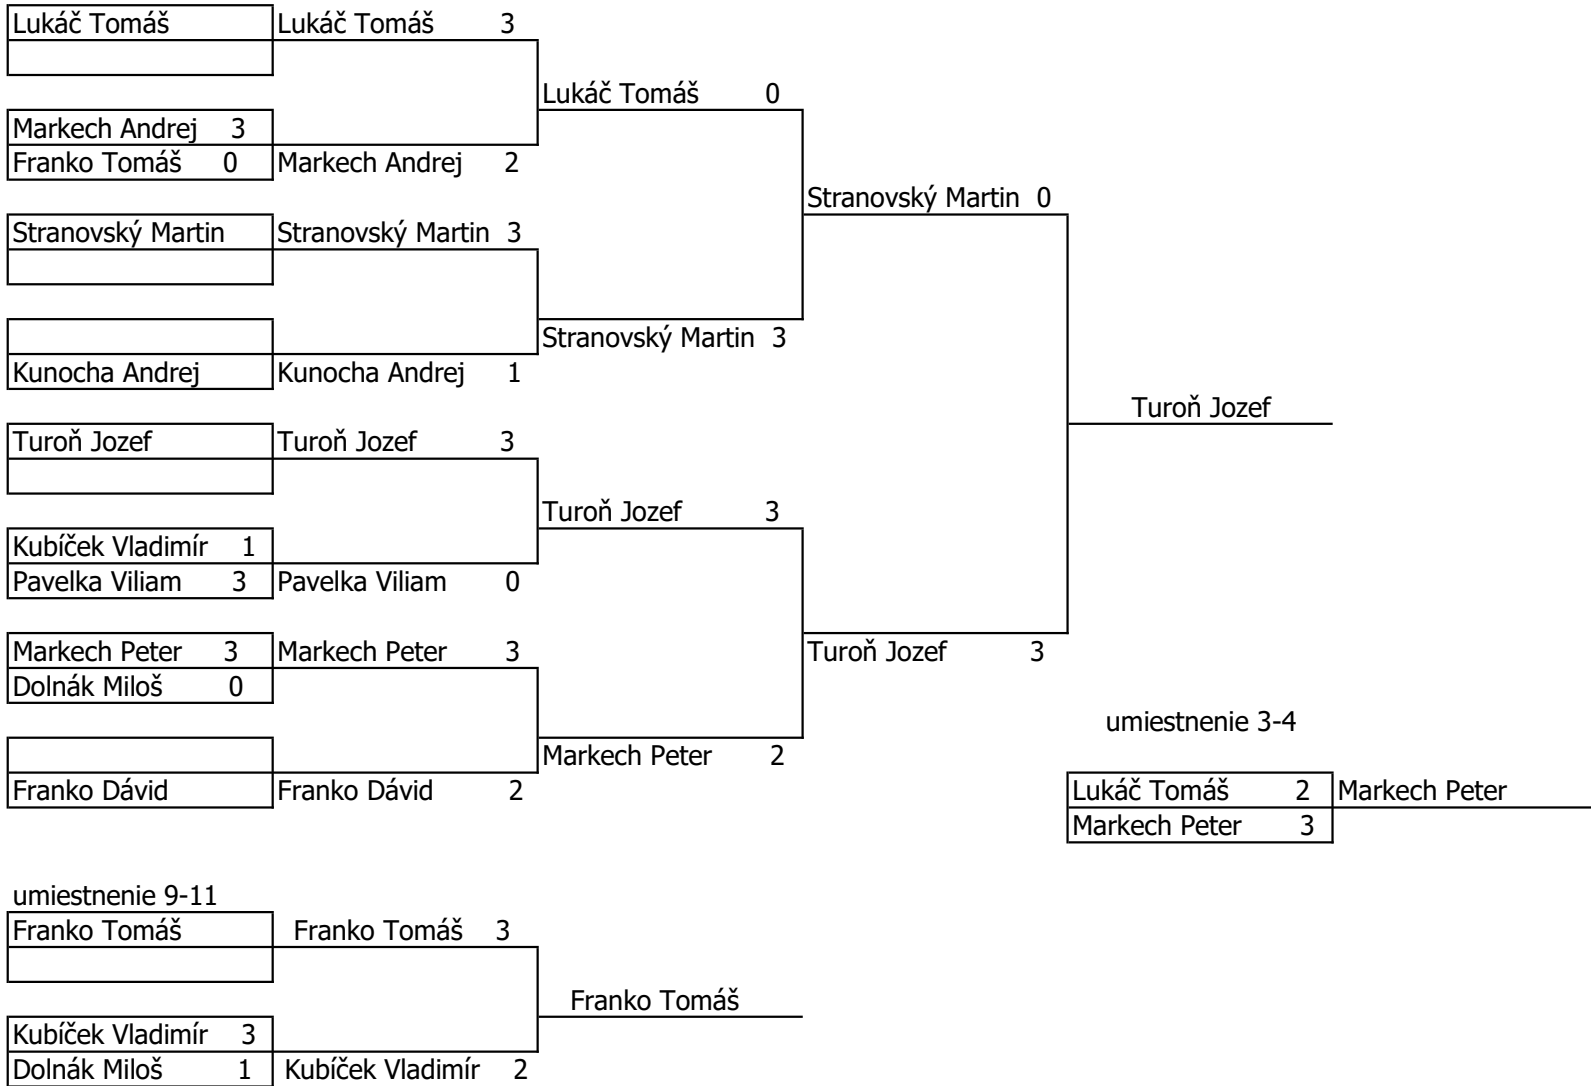 Lukáč Tomáš Lukáč Tomáš 3
Lukáč Tomáš 0
Markech Andrej 3
Franko Tomáš 0 Markech Andrej 2
Stranovský Martin 0
Stranovský Martin Stranovský Martin 3
Stranovský Martin 3
Kunocha Andrej Kunocha Andrej 1
Turoň Jozef
Turoň Jozef Turoň Jozef 3
Turoň Jozef 3
Kubíček Vladimír 1
Pavelka Viliam 3 Pavelka Viliam 0
Markech Peter 3 Markech Peter 3 Turoň Jozef 3
Dolnák Miloš 0
umiestnenie 3-4
Markech Peter 2
Franko Dávid Franko Dávid 2 Lukáč Tomáš 2 Markech Peter
Markech Peter 3
umiestnenie 9-11
Franko Tomáš Franko Tomáš 3
Franko Tomáš
Kubíček Vladimír 3
Dolnák Miloš 1 Kubíček Vladimír 2